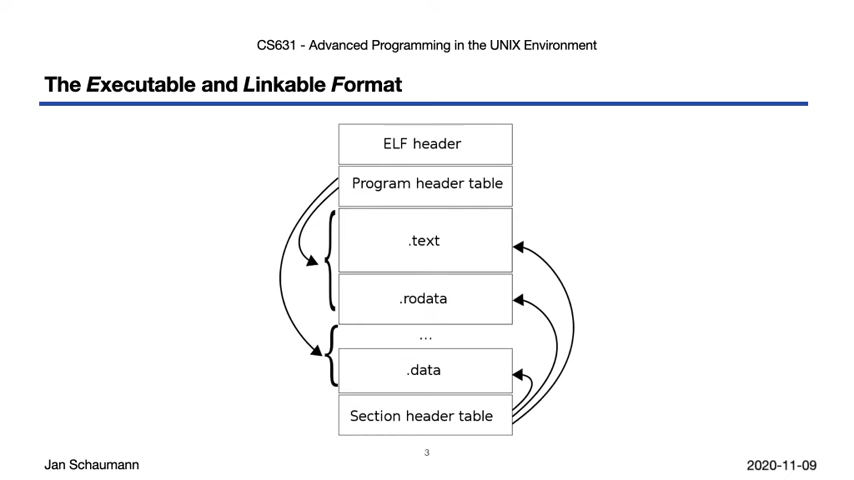 CS631 - Advanced Programming in the UNIX Environment
The Executable and Linkable Format
ELF header
Program header table
.text
.rodata
...
.data
Section header table
Jan Schaumann
3
2020-11-09